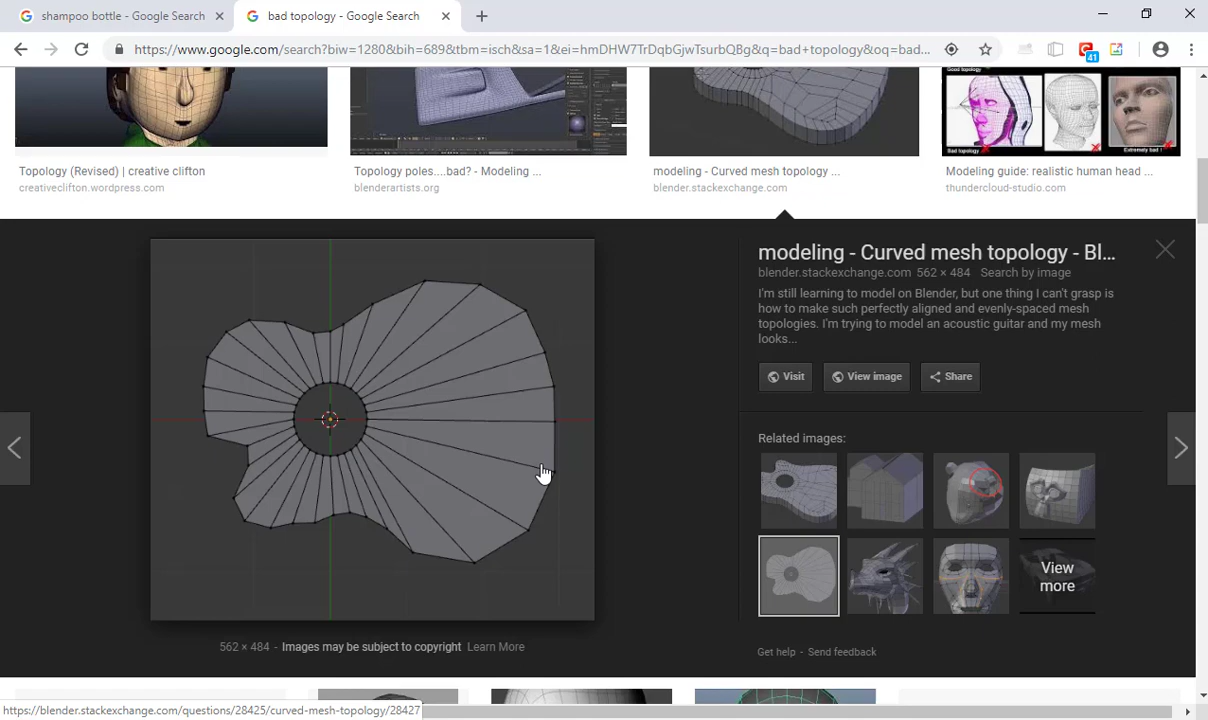 shampoo bottle - Google Search
bad topology - Google Search
https://www.google.com/search?biw=1280&bih=689&tbm=isch&sa=1&ei=hmDHW7TrDqbGjwTsurbQBg&q=bad+topology&oq=bad...
41
Good topology
Bad topology
Extremely bad !
Topology (Revised) | creative clifton
creativeclifton.wordpress.com
Topology poles....bad? - Modeling ...
blenderartists.org
modeling - Curved mesh topology ...
blender.stackexchange.com
Modeling guide: realistic human head ...
thundercloud-studio.com
modeling - Curved mesh topology - Bl...
blender.stackexchange.com 562 × 484 Search by image
I'm still learning to model on Blender, but one thing I can't grasp is
how to make such perfectly aligned and evenly-spaced mesh
topologies. I'm trying to model an acoustic guitar and my mesh
looks...
Visit
View image
Share
Related images:
View
more
562 × 484 - Images may be subject to copyright Learn More
Get help - Send feedback
https://blender.stackexchange.com/questions/28425/curved-mesh-topology/28427